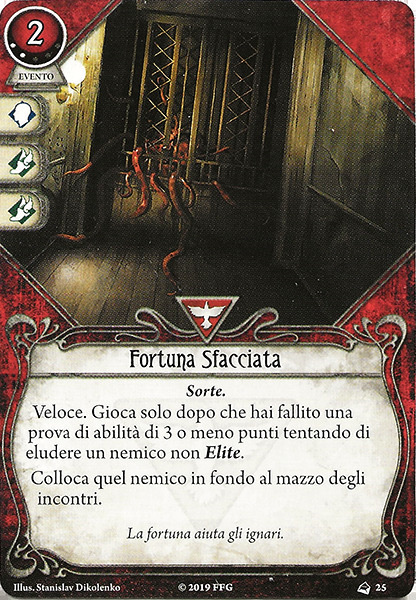 2
EVENTO
Fortuna Sfacciata
Sorte.
Veloce. Gioca solo dopo che hai fallito una
prova di abilità di 3 o meno punti tentando di
eludere un nemico non Elite.
Colloca quel nemico in fondo al mazzo degli
incontri.
La fortuna aiuta gli ignari.
Illus. Stanislav Dikolenko © 2019 FFG 25